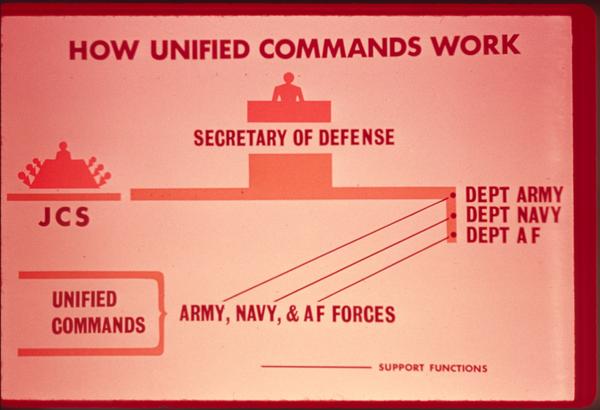 HOW UNIFIED COMMANDS WORK
SECRETARY OF DEFENSE
JCS
DEPT ARMY
DEPT NAVY
DEPT AF
UNIFIED
COMMANDS
ARMY, NAVY, & AF FORCES
SUPPORT FUNCTIONS